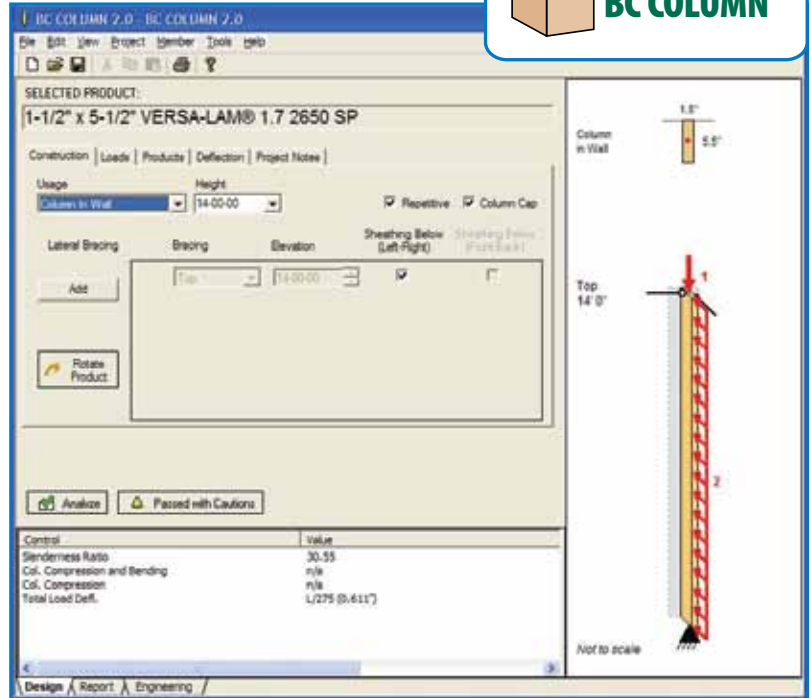 BC COLUMN
BC COLUMN 2.0 - BC COLUMN 2.0
File Edit View Project Member Tools Help
SELECTED PRODUCT:
1-1/2" x 5-1/2" VERSA-LAM® 1.7 2650 SP
Construction Loads Products Deflection Project Notes
Usage Height
Column in Wall 14-00-00 Repetitive Column Cap
Lateral Bracing Bracing Elevation Sheathing Below (Left-Right) Sheathing Below (Front-Back)
Add Top 14-00-00
Rotate Product
Analize Passed with Cautions
Control Value
Slenderness Ratio 30.55
Col. Compression and Bending n/a
Col. Compression n/a
Total Load Defl. L/275 (0.611")
Design Report Engineering
1.5"
Column in Wall
5.5"
Top
14' 0"
1
2
Not to scale